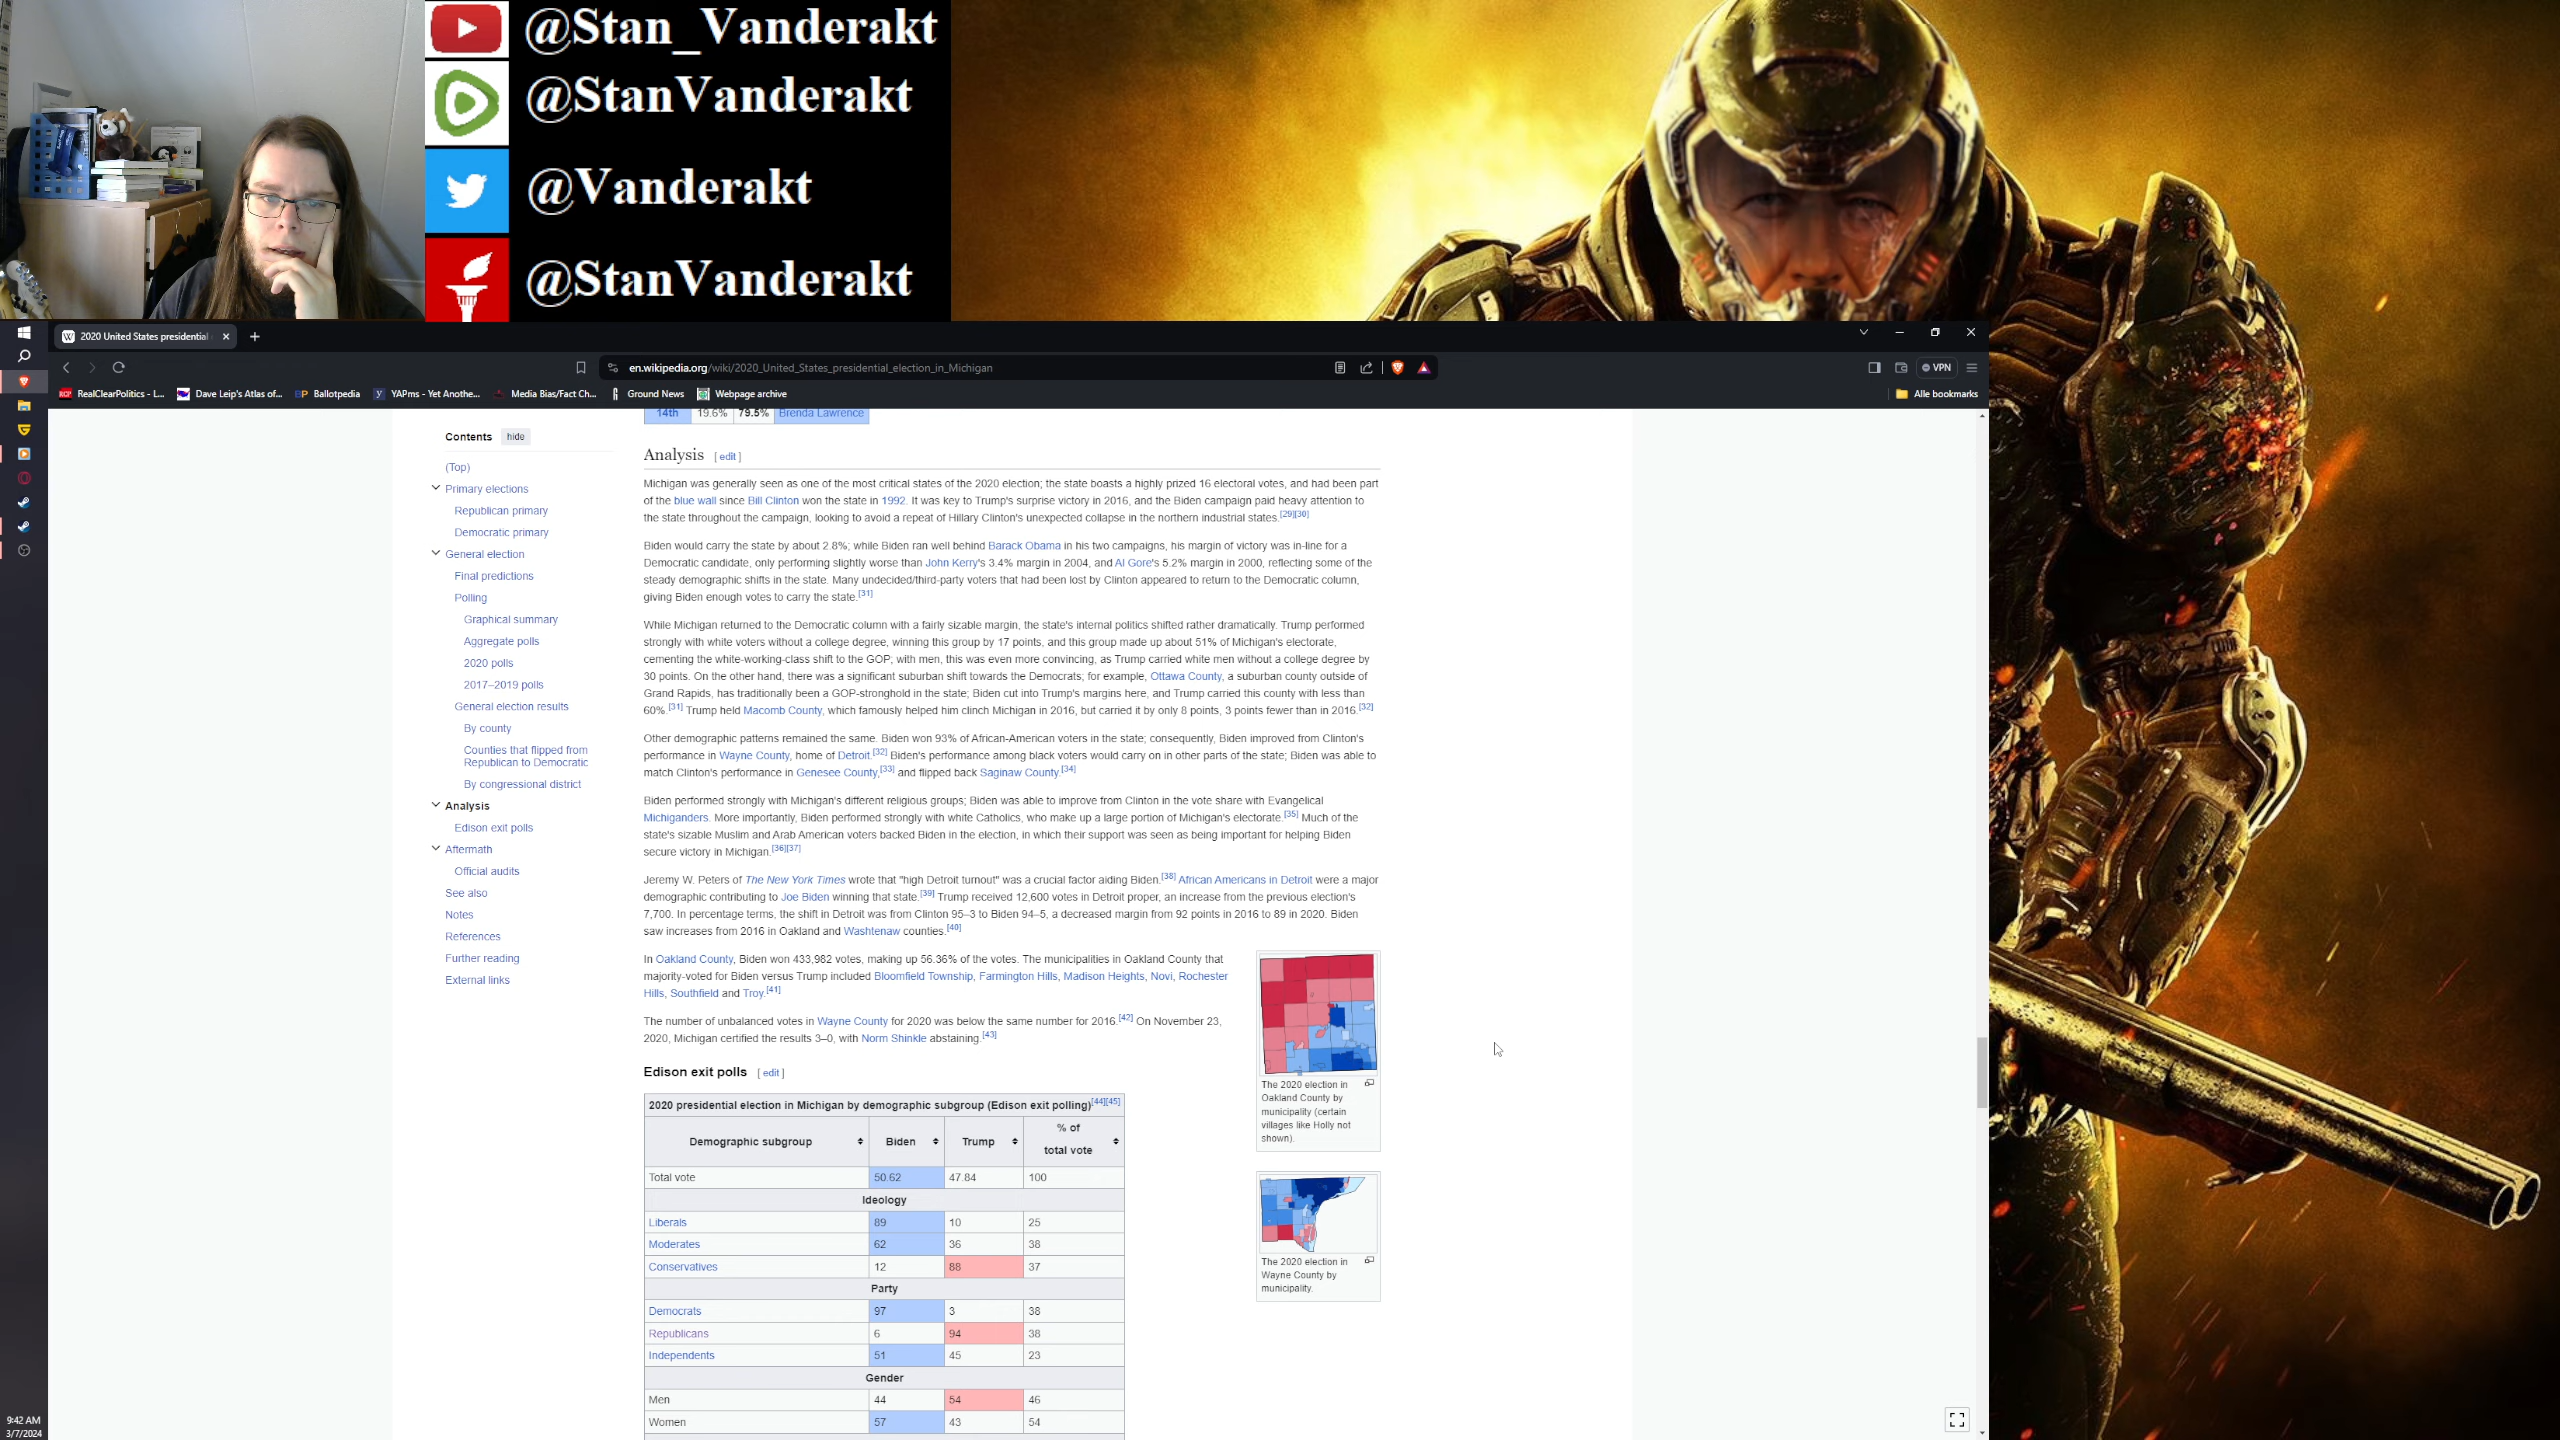 @Stan_Vanderakt
@StanVanderakt
@Vanderakt
@StanVanderakt
2020 United States presidential
en.wikipedia.org/wiki/2020_United_States_presidential_election_in_Michigan
VPN
RealClearPolitics - L...
Dave Leip's Atlas of...
BP Ballotpedia
YAPms - Yet Anothe...
Media Bias/Fact Ch...
Ground News
Webpage archive
Alle bookmarks
Contents hide
(Top)
Primary elections
Republican primary
Democratic primary
General election
Final predictions
Polling
Graphical summary
Aggregate polls
2020 polls
2017–2019 polls
General election results
By county
Counties that flipped from
Republican to Democratic
By congressional district
Analysis
Edison exit polls
Aftermath
Official audits
See also
Notes
References
Further reading
External links
14th 19.6% 79.5% Brenda Lawrence
Analysis [ edit ]
Michigan was generally seen as one of the most critical states of the 2020 election; the state boasts a highly prized 16 electoral votes, and had been part
of the blue wall since Bill Clinton won the state in 1992. It was key to Trump's surprise victory in 2016, and the Biden campaign paid heavy attention to
the state throughout the campaign, looking to avoid a repeat of Hillary Clinton's unexpected collapse in the northern industrial states.[29][30]
Biden would carry the state by about 2.8%; while Biden ran well behind Barack Obama in his two campaigns, his margin of victory was in-line for a
Democratic candidate, only performing slightly worse than John Kerry's 3.4% margin in 2004, and Al Gore's 5.2% margin in 2000, reflecting some of the
steady demographic shifts in the state. Many undecided/third-party voters that had been lost by Clinton appeared to return to the Democratic column,
giving Biden enough votes to carry the state.[31]
While Michigan returned to the Democratic column with a fairly sizable margin, the state's internal politics shifted rather dramatically. Trump performed
strongly with white voters without a college degree, winning this group by 17 points, and this group made up about 51% of Michigan's electorate,
cementing the white-working-class shift to the GOP; with men, this was even more convincing, as Trump carried white men without a college degree by
30 points. On the other hand, there was a significant suburban shift towards the Democrats; for example, Ottawa County, a suburban county outside of
Grand Rapids, has traditionally been a GOP-stronghold in the state; Biden cut into Trump's margins here, and Trump carried this county with less than
60%.[31] Trump held Macomb County, which famously helped him clinch Michigan in 2016, but carried it by only 8 points, 3 points fewer than in 2016.[32]
Other demographic patterns remained the same. Biden won 93% of African-American voters in the state; consequently, Biden improved from Clinton's
performance in Wayne County, home of Detroit.[32] Biden's performance among black voters would carry on in other parts of the state; Biden was able to
match Clinton's performance in Genesee County,[33] and flipped back Saginaw County.[34]
Biden performed strongly with Michigan's different religious groups; Biden was able to improve from Clinton in the vote share with Evangelical
Michiganders. More importantly, Biden performed strongly with white Catholics, who make up a large portion of Michigan's electorate.[35] Much of the
state's sizable Muslim and Arab American voters backed Biden in the election, in which their support was seen as being important for helping Biden
secure victory in Michigan.[36][37]
Jeremy W. Peters of The New York Times wrote that "high Detroit turnout" was a crucial factor aiding Biden.[38] African Americans in Detroit were a major
demographic contributing to Joe Biden winning that state.[39] Trump received 12,600 votes in Detroit proper, an increase from the previous election's
7,700. In percentage terms, the shift in Detroit was from Clinton 95–3 to Biden 94–5, a decreased margin from 92 points in 2016 to 89 in 2020. Biden
saw increases from 2016 in Oakland and Washtenaw counties.[40]
In Oakland County, Biden won 433,982 votes, making up 56.36% of the votes. The municipalities in Oakland County that
majority-voted for Biden versus Trump included Bloomfield Township, Farmington Hills, Madison Heights, Novi, Rochester
Hills, Southfield and Troy.[41]
The number of unbalanced votes in Wayne County for 2020 was below the same number for 2016.[42] On November 23,
2020, Michigan certified the results 3–0, with Norm Shinkle abstaining.[43]
The 2020 election in
Oakland County by
municipality (certain
villages like Holly not
shown).
The 2020 election in
Wayne County by
municipality.
Edison exit polls [ edit ]
2020 presidential election in Michigan by demographic subgroup (Edison exit polling)[44][45]
Demographic subgroup Biden Trump % of
total vote
Total vote 50.62 47.84 100
Ideology
Liberals 89 10 25
Moderates 62 36 38
Conservatives 12 88 37
Party
Democrats 97 3 38
Republicans 6 94 38
Independents 51 45 23
Gender
Men 44 54 46
Women 57 43 54
9:42 AM
3/7/2024